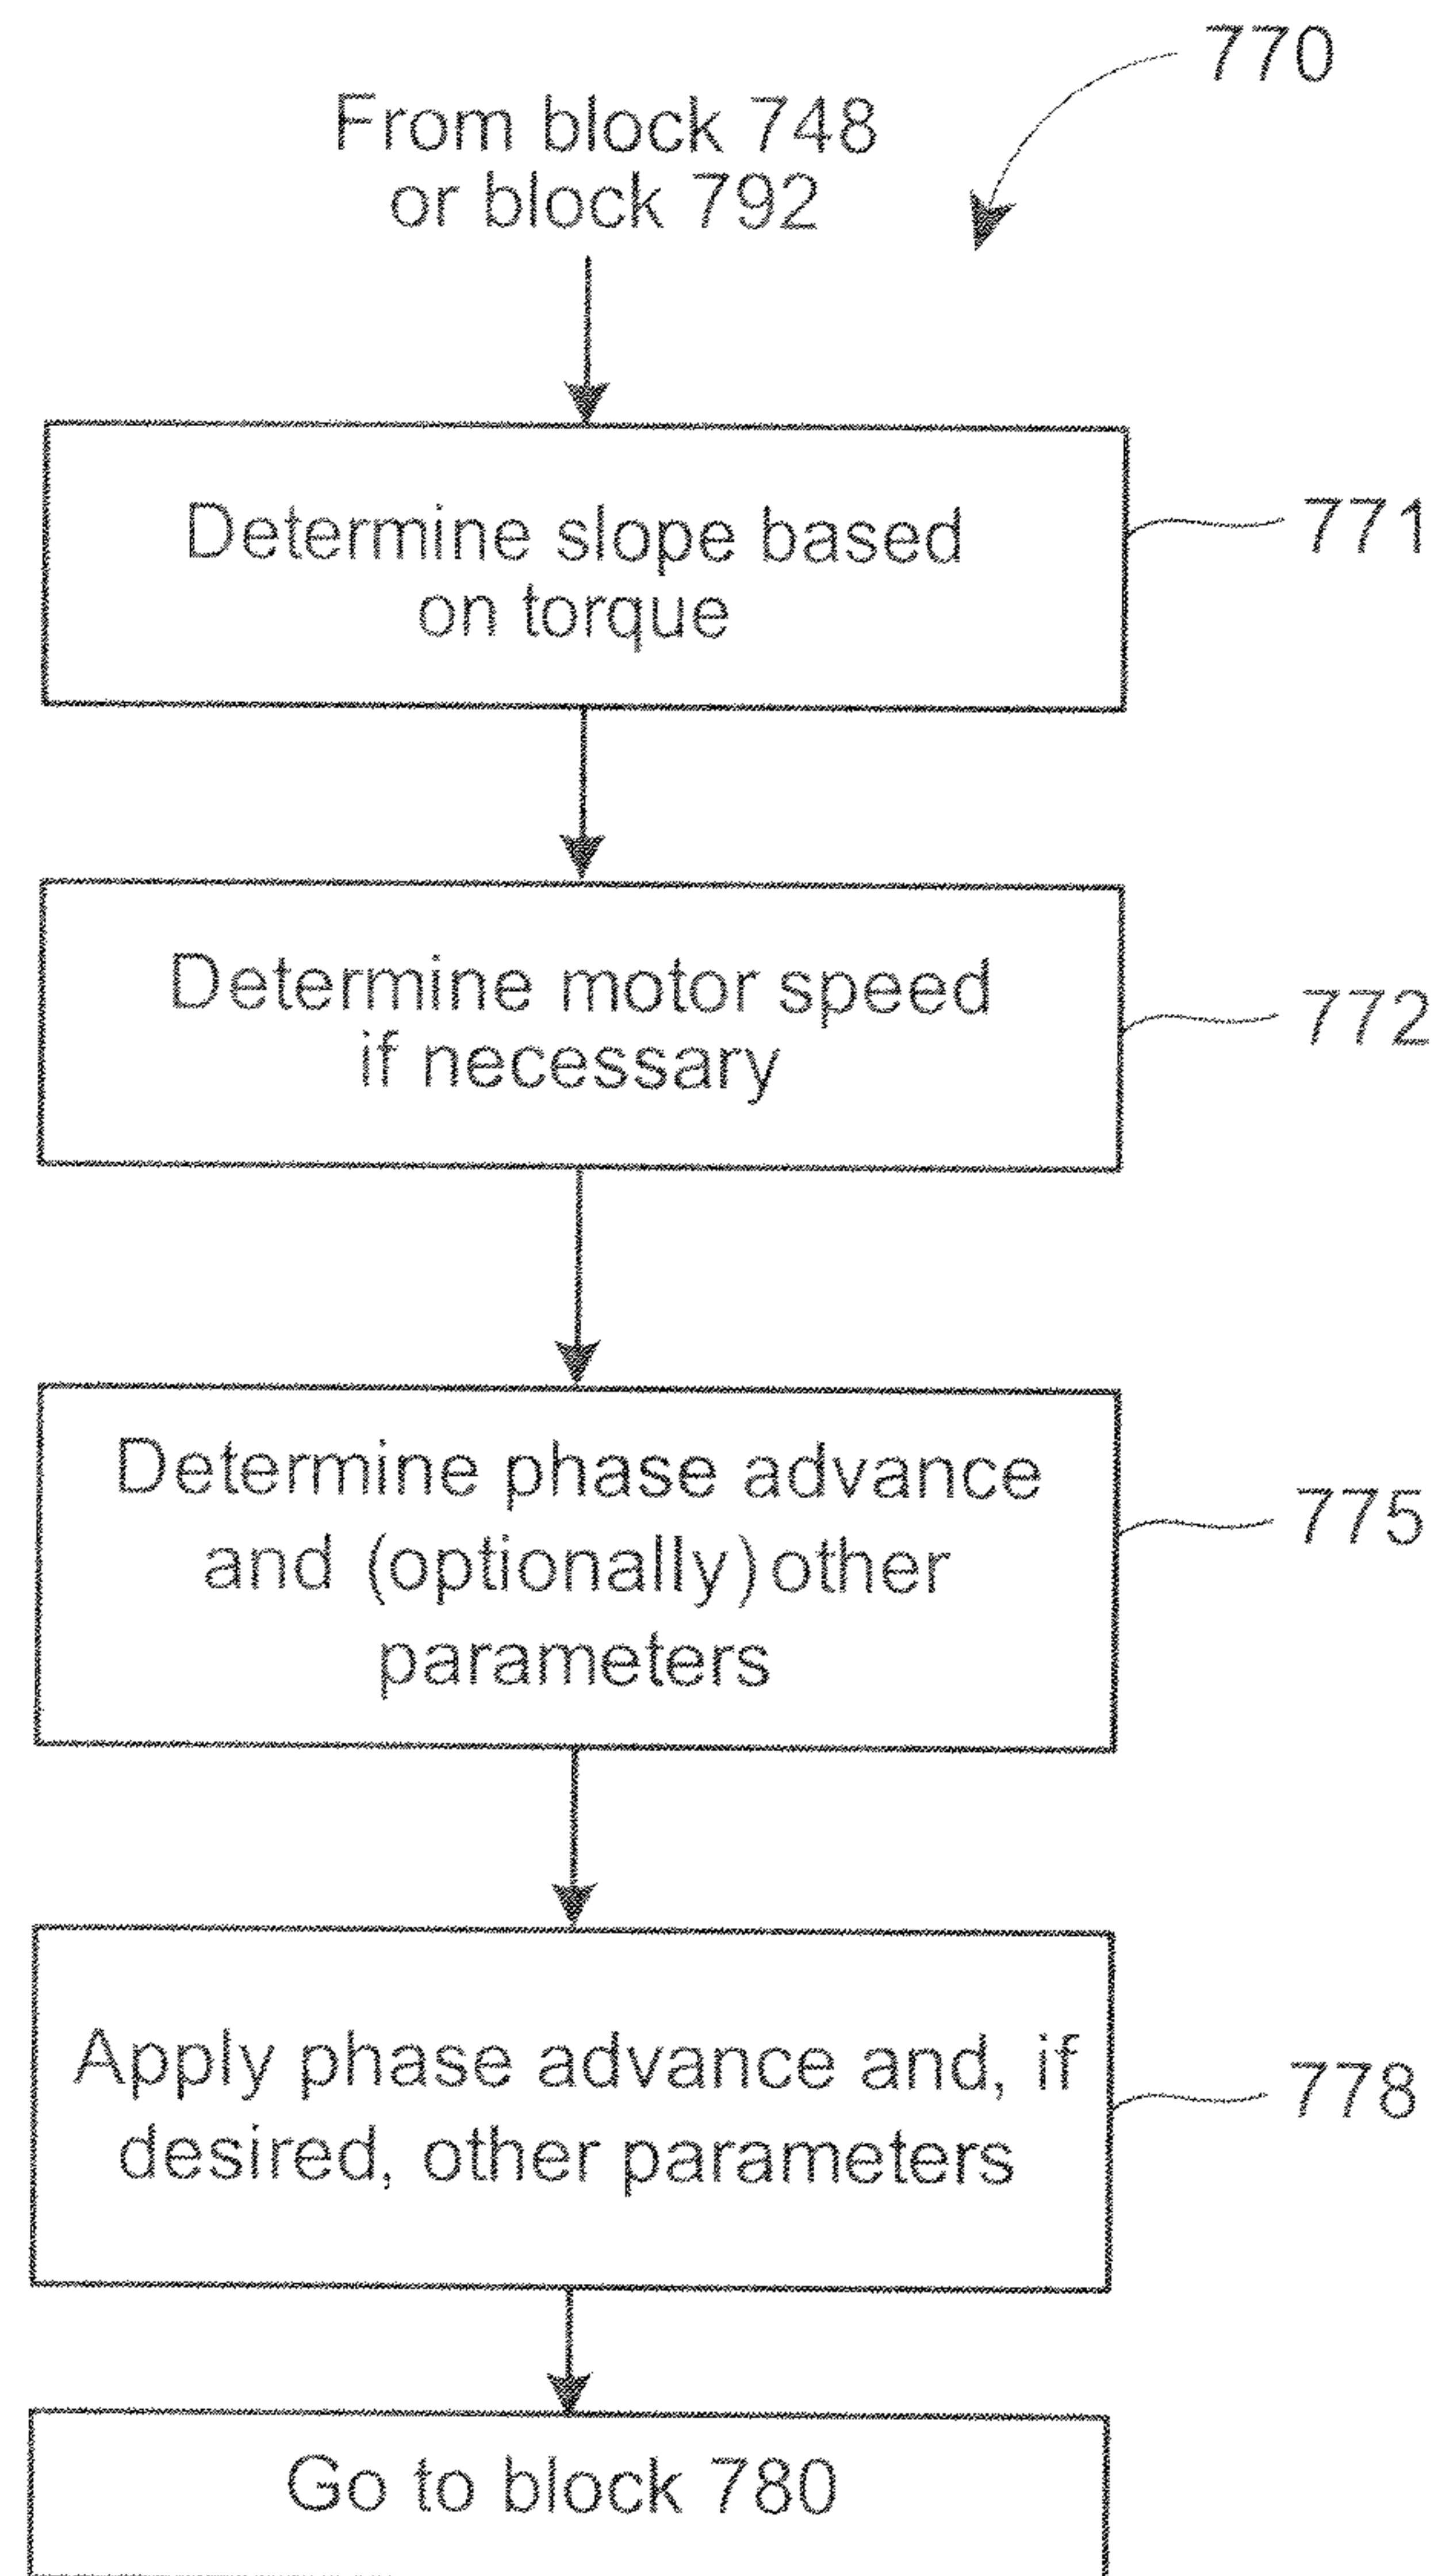 770
From block 748
or block 792
Determine slope based
on torque
771
Determine motor speed
if necessary
772
Determine phase advance
and (optionally) other
parameters
775
Apply phase advance and, if
desired, other parameters
778
Go to block 780